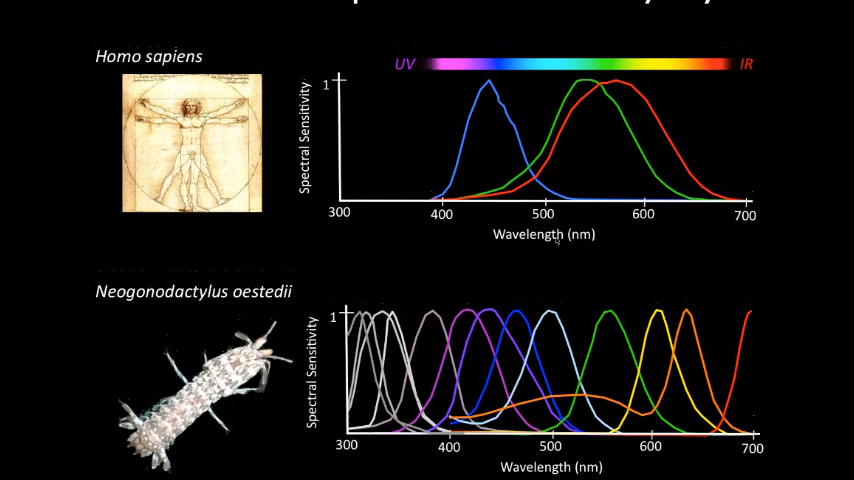 Homo sapiens
UV
IR
Spectral Sensitivity
1
300
400
500
600
700
Wavelength (nm)
Neogonodactylus oestedii
Spectral Sensitivity
1
300
400
500
600
700
Wavelength (nm)